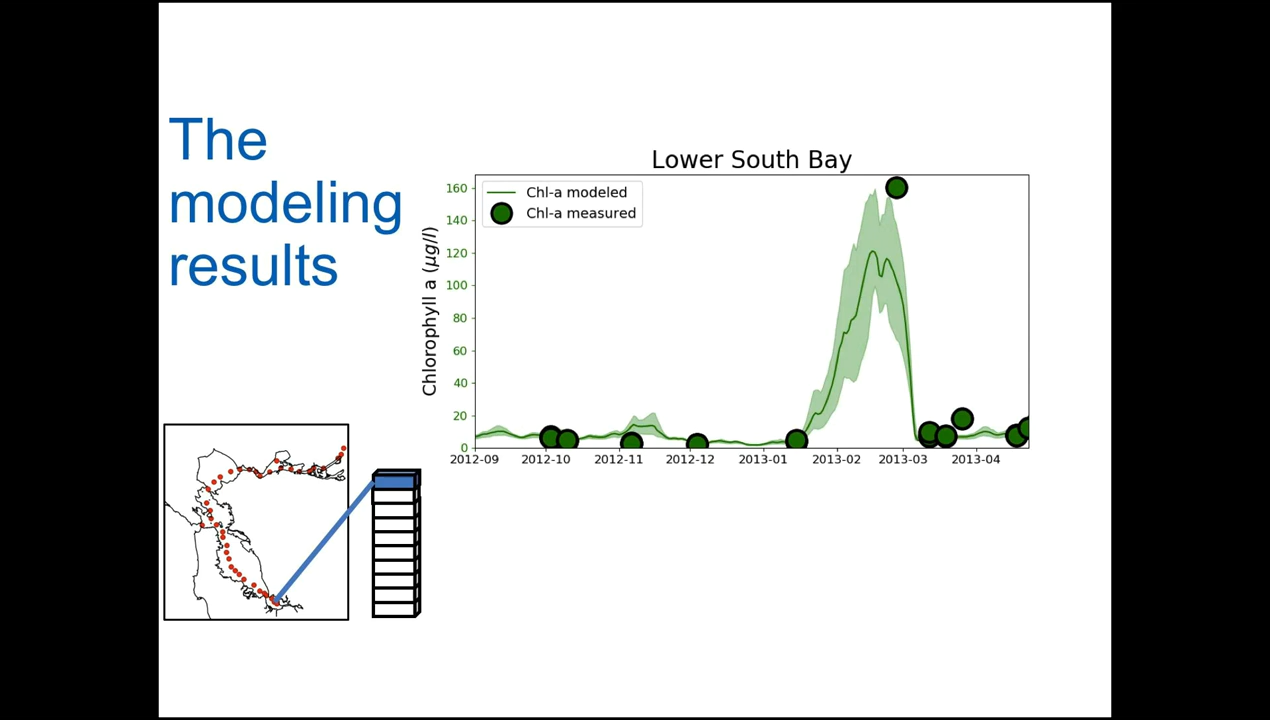 The
modeling
results
Lower South Bay
Chl-a modeled
Chl-a measured
Chlorophyll a (μg/l)
160
140
120
100
80
60
40
20
0
2012-09 2012-10 2012-11 2012-12 2013-01 2013-02 2013-03 2013-04